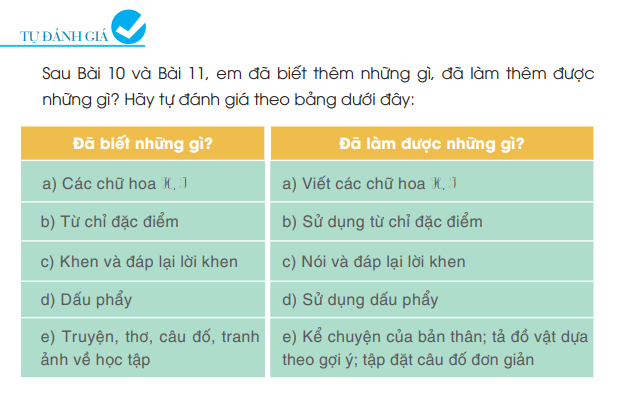 TỰ ĐÁNH GIÁ
Sau Bài 10 và Bài 11, em đã biết thêm những gì, đã làm thêm được
những gì? Hãy tự đánh giá theo bảng dưới đây:
Đã biết những gì?
Đã làm được những gì?
a) Các chữ hoa H, I
a) Viết các chữ hoa H, I
b) Từ chỉ đặc điểm
b) Sử dụng từ chỉ đặc điểm
c) Khen và đáp lại lời khen
c) Nói và đáp lại lời khen
d) Dấu phẩy
d) Sử dụng dấu phẩy
e) Truyện, thơ, câu đố, tranh
ảnh về học tập
e) Kể chuyện của bản thân; tả đồ vật dựa
theo gợi ý; tập đặt câu đố đơn giản